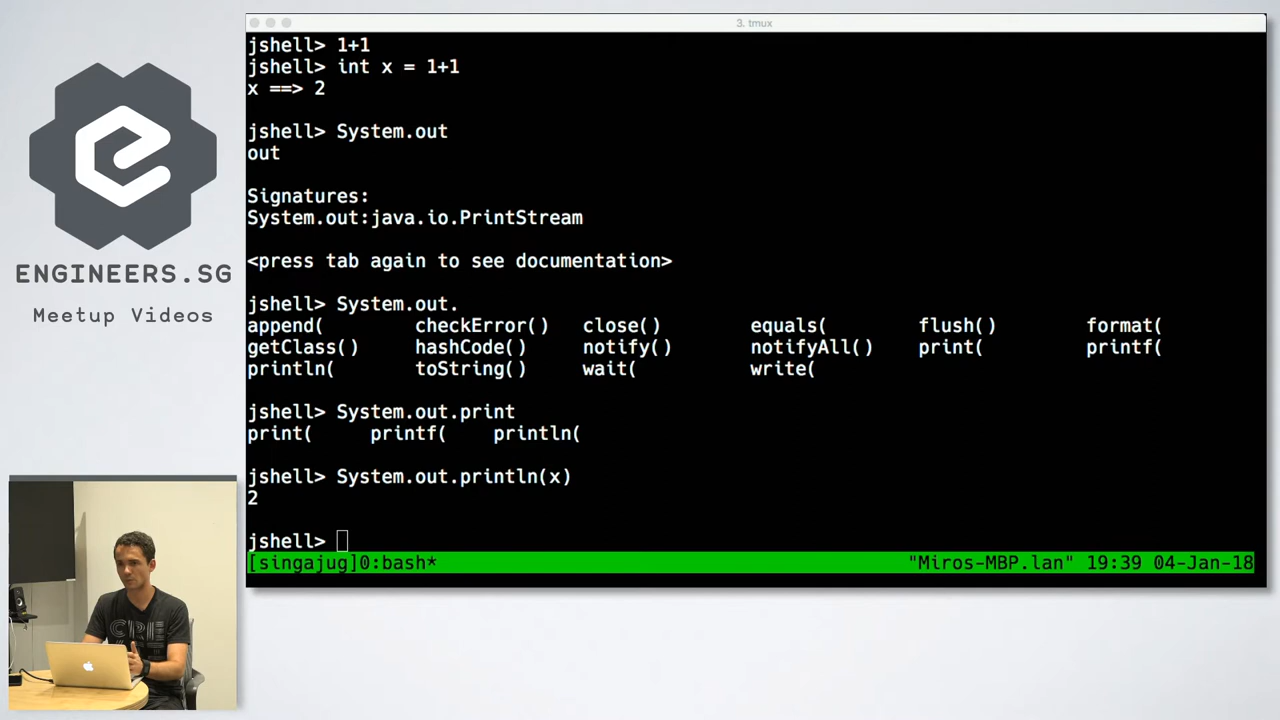 3. tmux
jshell> 1+1
jshell> int x = 1+1
x ==> 2
jshell> System.out
out
Signatures:
System.out:java.io.PrintStream
<press tab again to see documentation>
jshell> System.out.
append( checkError() close() equals( flush() format(
getClass() hashCode() notify() notifyAll() print( printf(
println( toString() wait( write(
jshell> System.out.print
print( printf( println(
jshell> System.out.println(x)
2
jshell>
[singajug]0:bash* "Miros-MBP.lan" 19:39 04-Jan-18
ENGINEERS.SG
Meetup Videos